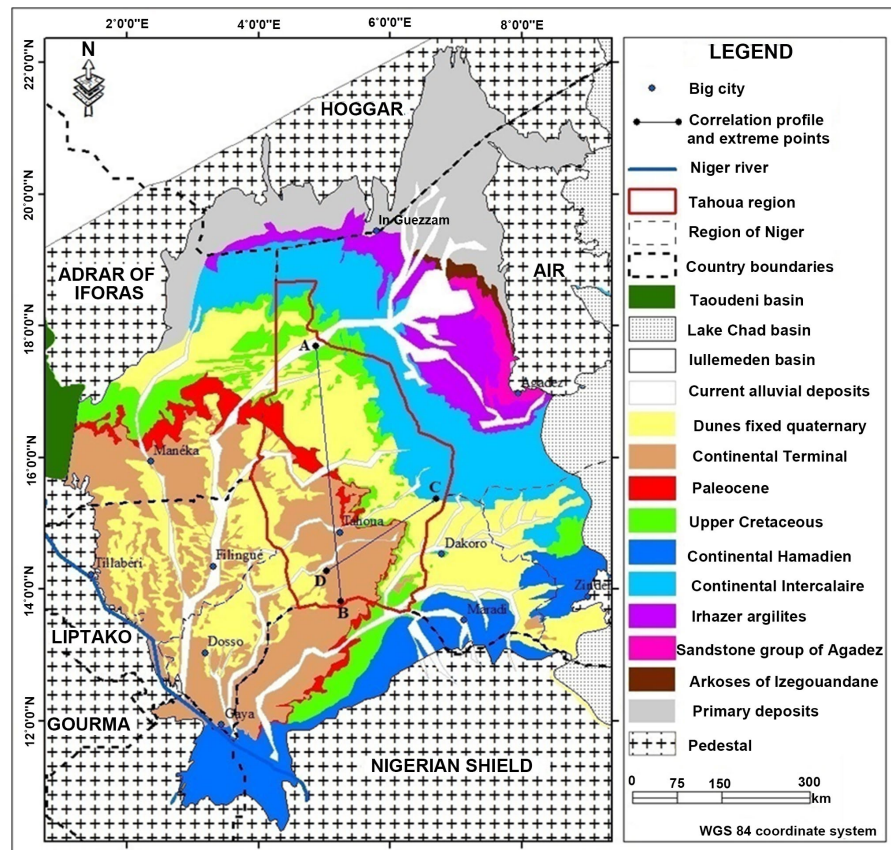 2°0'0"E 4°0'0"E 6°0'0"E 8°0'0"E
22°0'0"N
20°0'0"N
18°0'0"N
16°0'0"N
14°0'0"N
12°0'0"N
N
HOGGAR
In Guezzam
ADRAR OF
IFORAS
AIR
A
Agadez
Manéka
C
Tahoua
Dakoro
Filingué
Tillabéri
D
Zinder
B
Maradi
LIPTAKO
Dosso
GOURMA
Gaya
NIGERIAN SHIELD
LEGEND
Big city
Correlation profile
and extreme points
Niger river
Tahoua region
Region of Niger
Country boundaries
Taoudeni basin
Lake Chad basin
Iullemeden basin
Current alluvial deposits
Dunes fixed quaternary
Continental Terminal
Paleocene
Upper Cretaceous
Continental Hamadien
Continental Intercalaire
Irhazer argilites
Sandstone group of Agadez
Arkoses of Izegouandane
Primary deposits
Pedestal
0 75 150 300
km
WGS 84 coordinate system